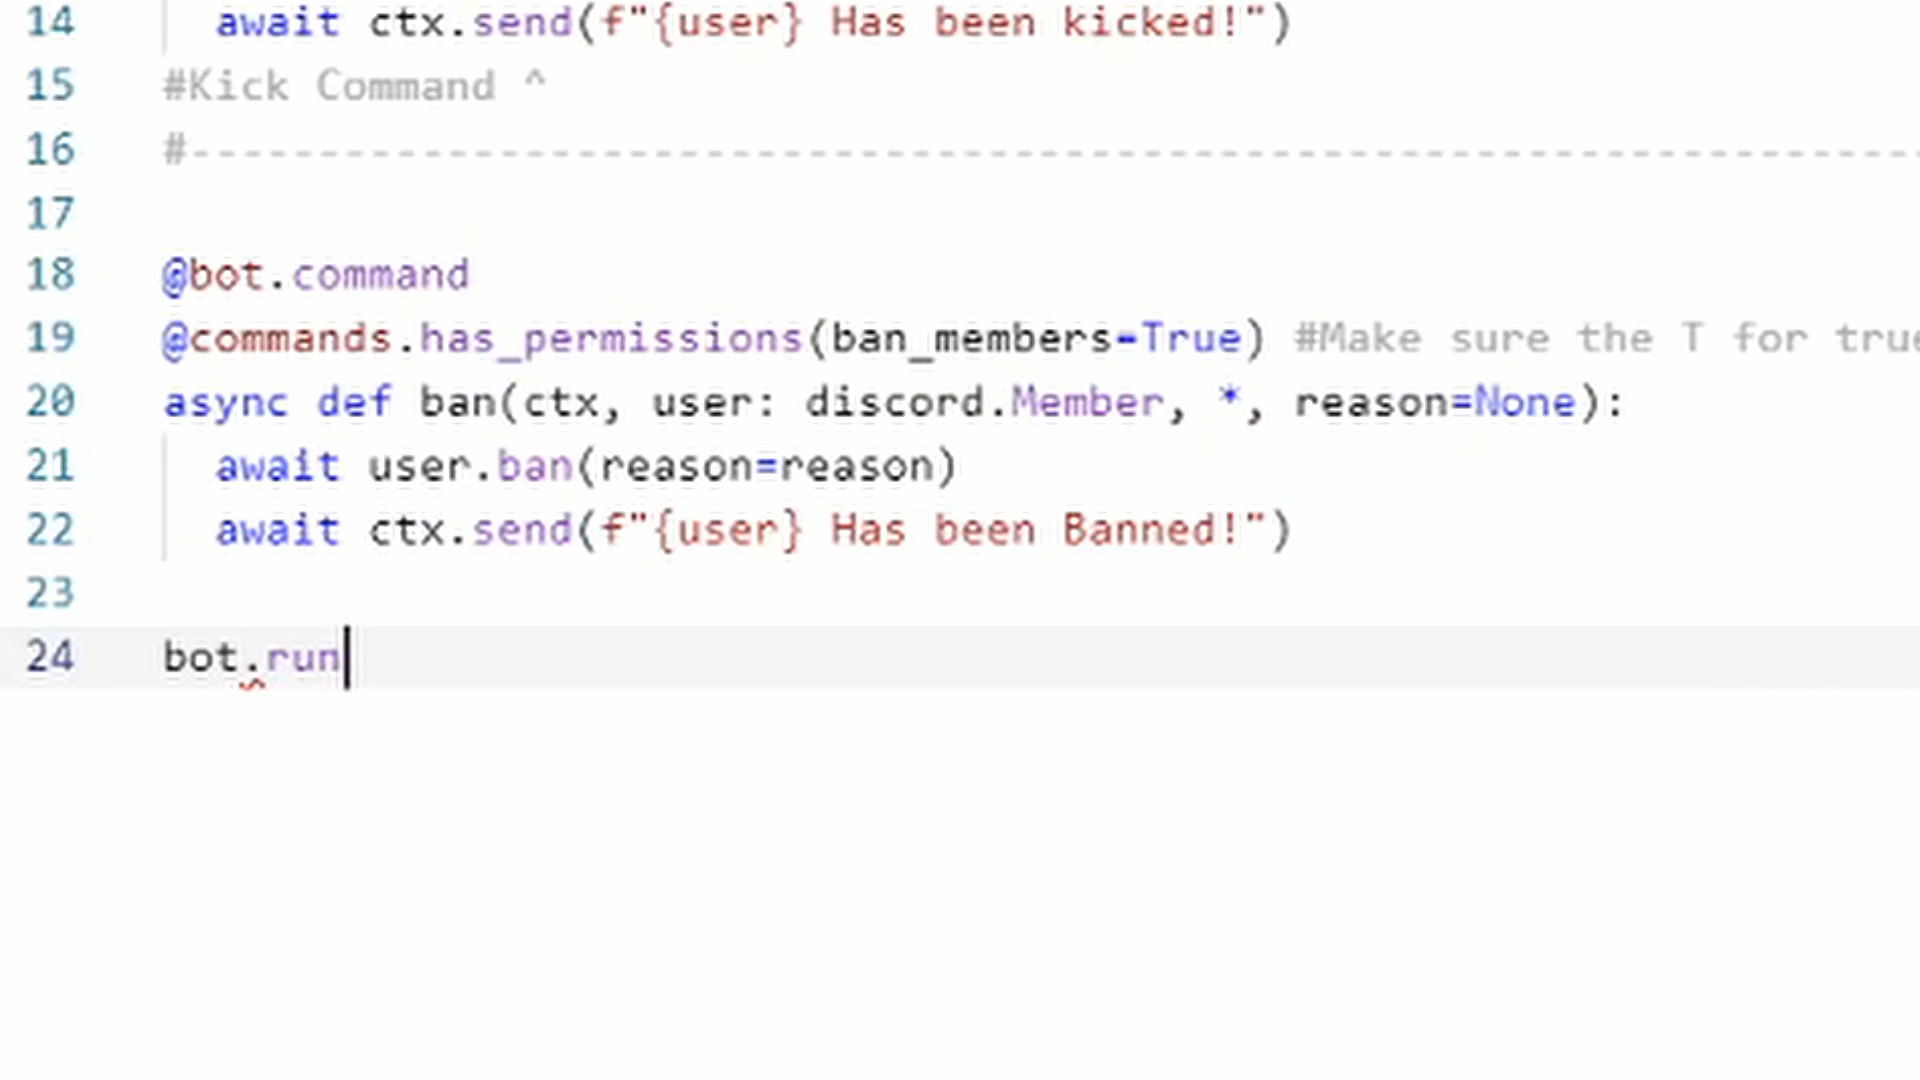 14 await ctx.send(f"{user} Has been kicked!")
15 #Kick Command ^
16 #--------------------------------------------------------------------
17
18 @bot.command
19 @commands.has_permissions(ban_members=True) #Make sure the T for true
20 async def ban(ctx, user: discord.Member, *, reason=None):
21 await user.ban(reason=reason)
22 await ctx.send(f"{user} Has been Banned!")
23
24 bot.run